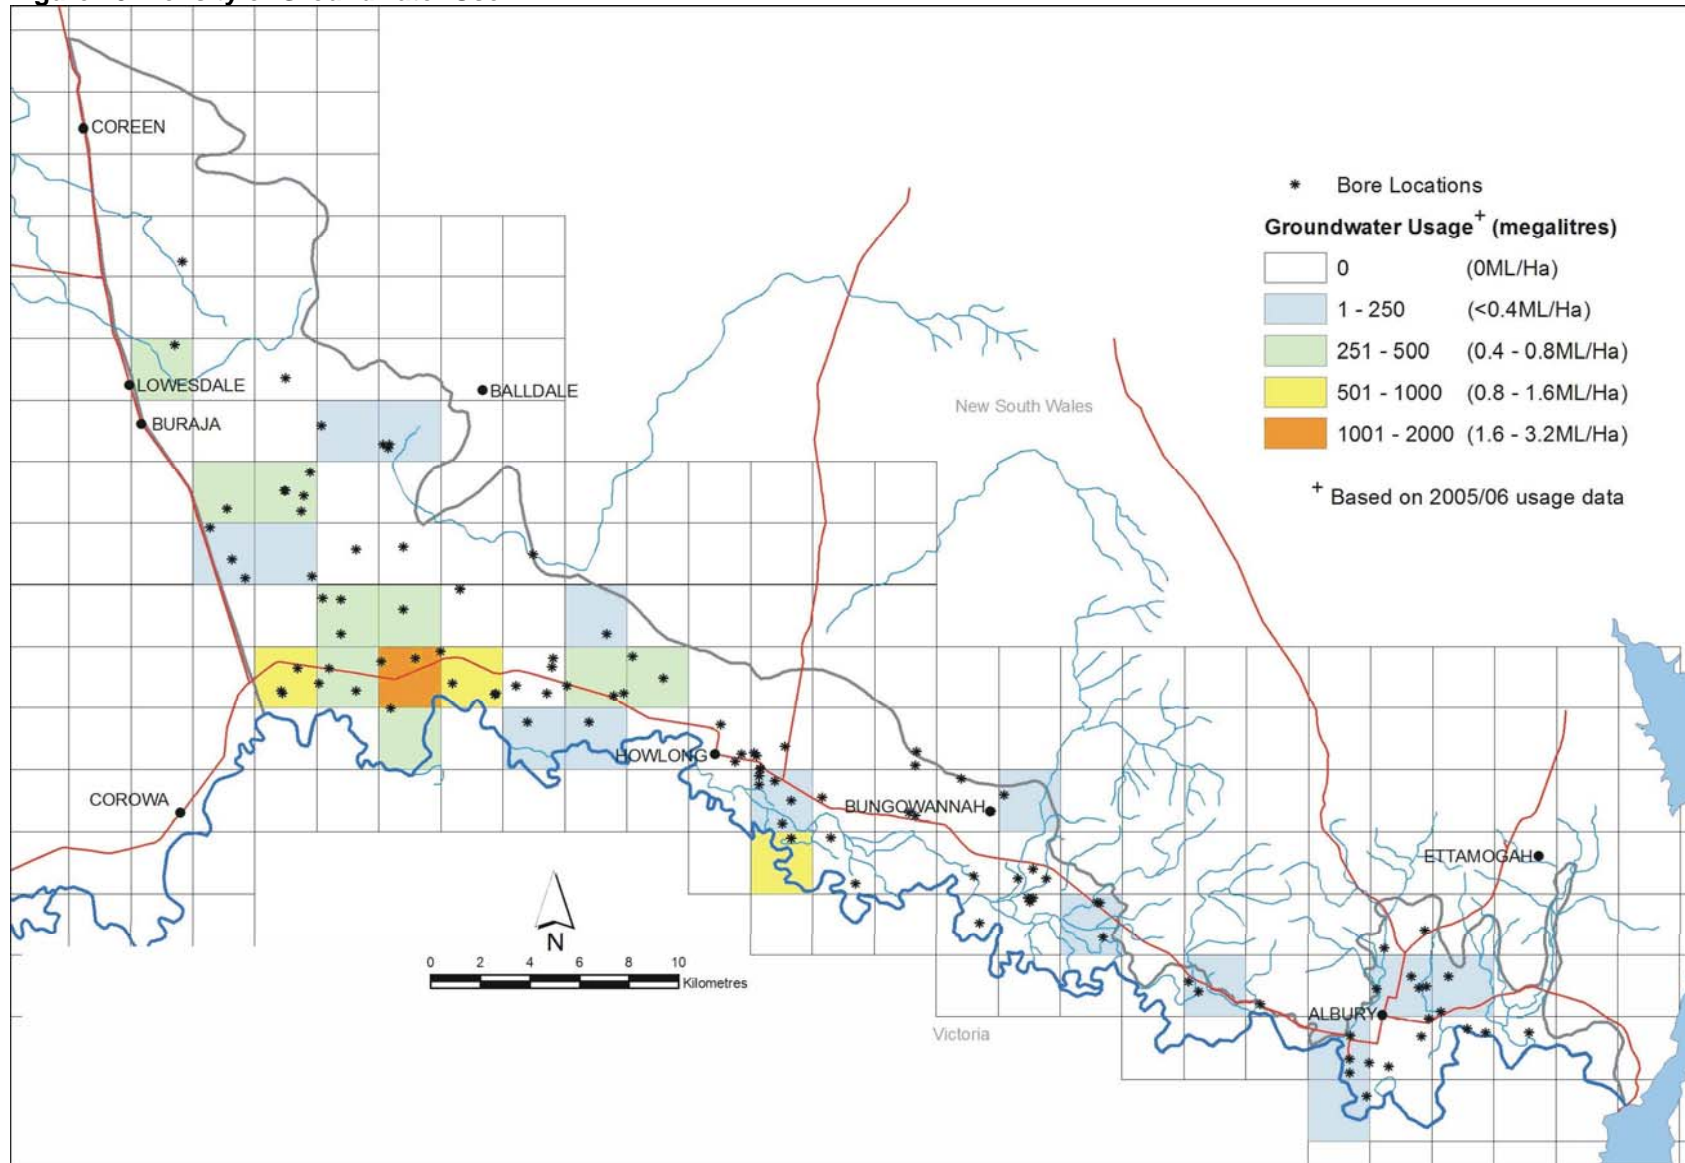 COREEN
LOWESDALE
BURAJA
BALLDALE
New South Wales
* Bore Locations
Groundwater Usage+ (megalitres)
0 (0ML/Ha)
1 - 250 (<0.4ML/Ha)
251 - 500 (0.4 - 0.8ML/Ha)
501 - 1000 (0.8 - 1.6ML/Ha)
1001 - 2000 (1.6 - 3.2ML/Ha)
+ Based on 2005/06 usage data
HOWLONG
COROWA
BUNGOWANNAH
ETTAMOGAH
N
0 2 4 6 8 10
Kilometres
ALBURY
Victoria